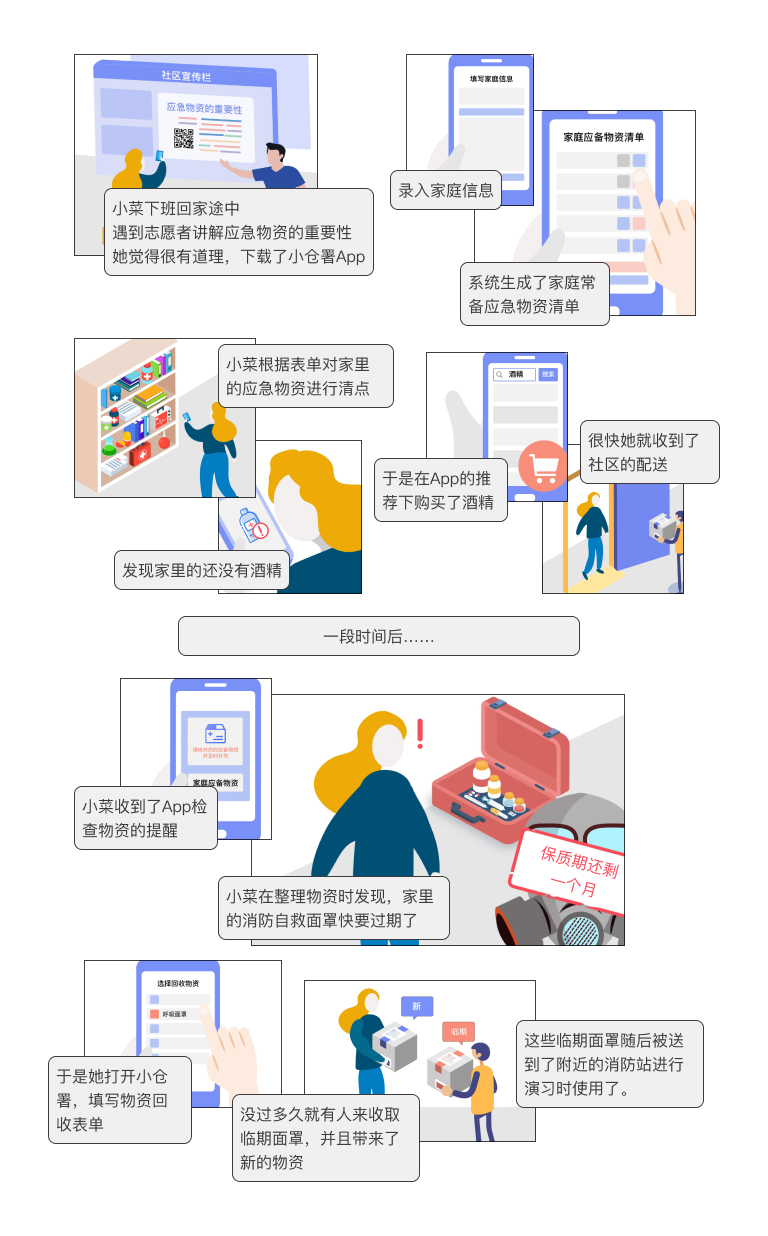 社区宣传栏
应急物资的重要性
小菜下班回家途中
遇到志愿者讲解应急物资的重要性
她觉得很有道理，下载了小仓署App
填写家庭信息
录入家庭信息
家庭应备物资清单
系统生成了家庭常
备应急物资清单
小菜根据表单对家里
的应急物资进行清点
发现家里的还没有酒精
酒精
搜索
于是在App的推
荐下购买了酒精
很快她就收到了
社区的配送
一段时间后……
请核对您的应备物资
并及时补充
家庭应备物资
小菜收到了App检
查物资的提醒
保质期还剩
一个月
小菜在整理物资时发现，家里
的消防自救面罩快要过期了
选择回收物资
呼吸面罩
于是她打开小仓
署，填写物资回
收表单
新
临期
没过多久就有人来收取
临期面罩，并且带来了
新的物资
这些临期面罩随后被送
到了附近的消防站进行
演习时使用了。